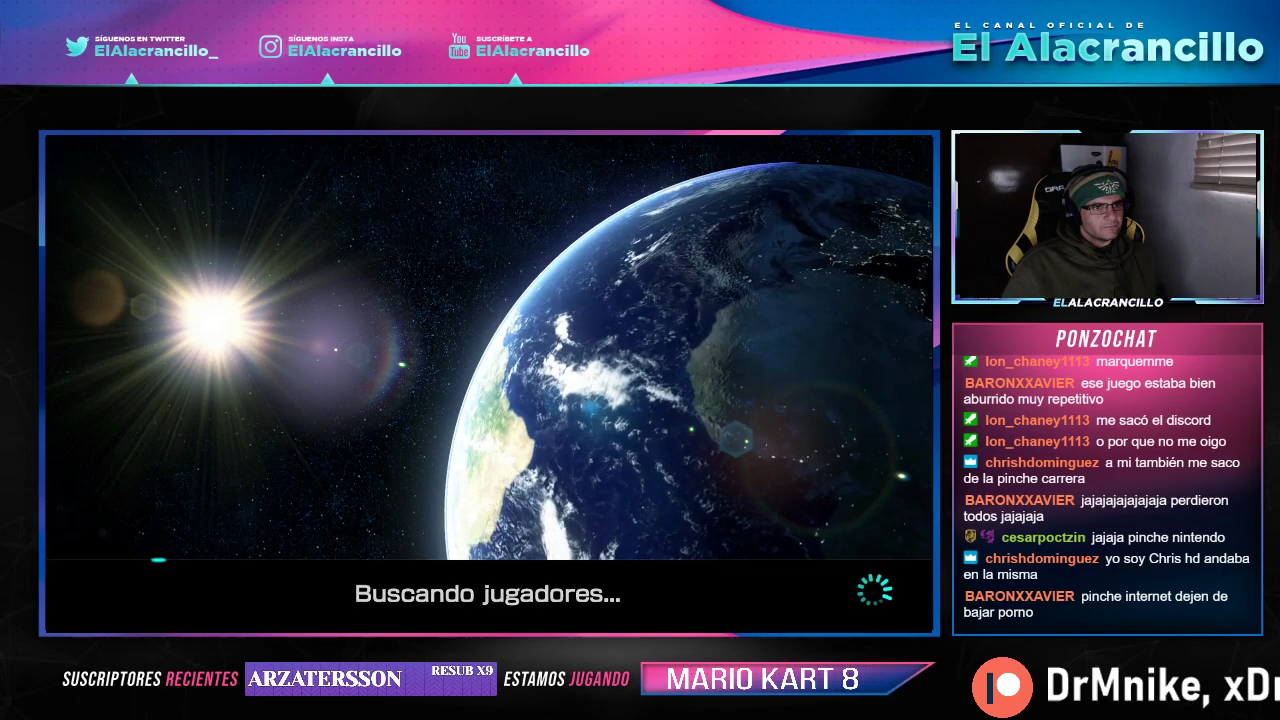 SÍGUENOS EN TWITTER
ElAlacrancillo_
SÍGUENOS INSTA
ElAlacrancillo
You
Tube
SUSCRÍBETE A
ElAlacrancillo
EL CANAL OFICIAL DE
El Alacrancillo
ELALACRANCILLO
PONZOCHAT
lon_chaney1113 marquemme
BARONXXAVIER ese juego estaba bien
aburrido muy repetitivo
lon_chaney1113 me sacó el discord
lon_chaney1113 o por que no me oigo
chrishdominguez a mi también me saco
de la pinche carrera
BARONXXAVIER jajajajajajajaja perdieron
todos jajajaja
cesarpoctzin jajaja pinche nintendo
chrishdominguez yo soy Chris hd andaba
en la misma
BARONXXAVIER pinche internet dejen de
bajar porno
Buscando jugadores...
SUSCRIPTORES RECIENTES
ARZATERSSON
RESUB X9
ESTAMOS JUGANDO
MARIO KART 8
DrMnike, xDr